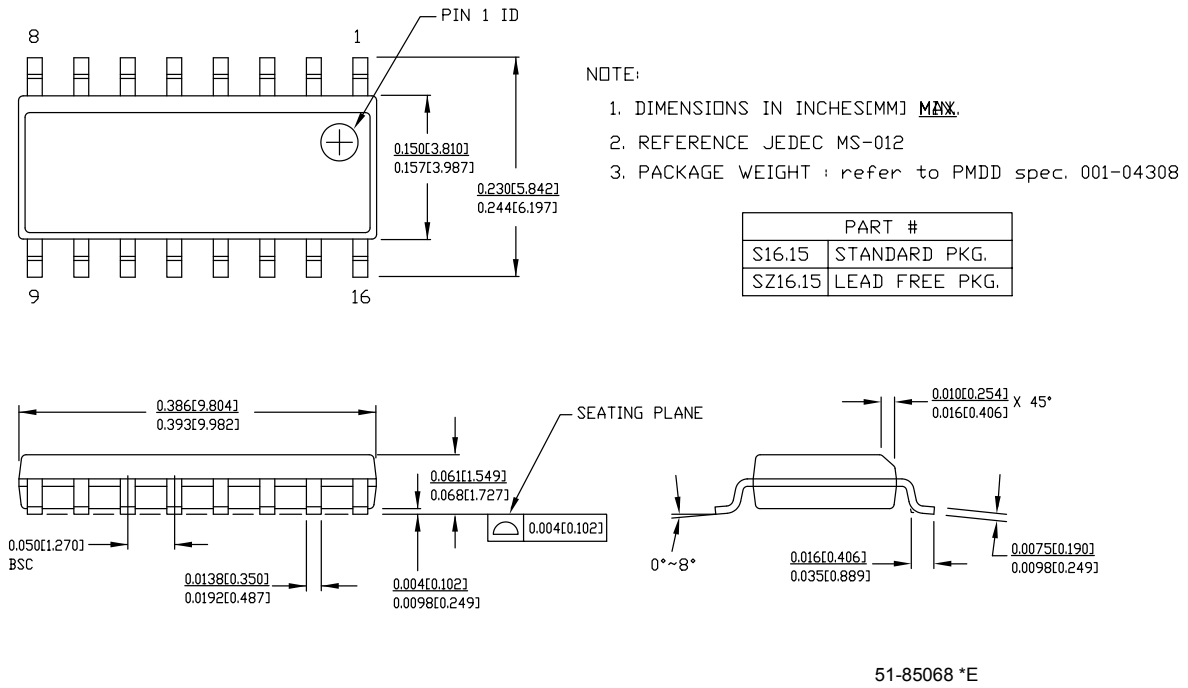 PIN 1 ID
8
1
0.150[3.810]
0.157[3.987]
0.230[5.842]
0.244[6.197]
9
16
NOTE:
1. DIMENSIONS IN INCHES[MM]
2. REFERENCE JEDEC MS-012
3. PACKAGE WEIGHT : refer to PMDD spec. 001-04308
PART #
S16.15 STANDARD PKG.
SZ16.15 LEAD FREE PKG.
0.386[9.804]
0.393[9.982]
SEATING PLANE
0.061[1.549]
0.068[1.727]
0.004[0.102]
0.050[1.270]
BSC
0.0138[0.350]
0.0192[0.487]
0.004[0.102]
0.0098[0.249]
0.010[0.254]
0.016[0.406]
X 45°
0°~8°
0.016[0.406]
0.035[0.889]
0.0075[0.190]
0.0098[0.249]
51-85068 *E